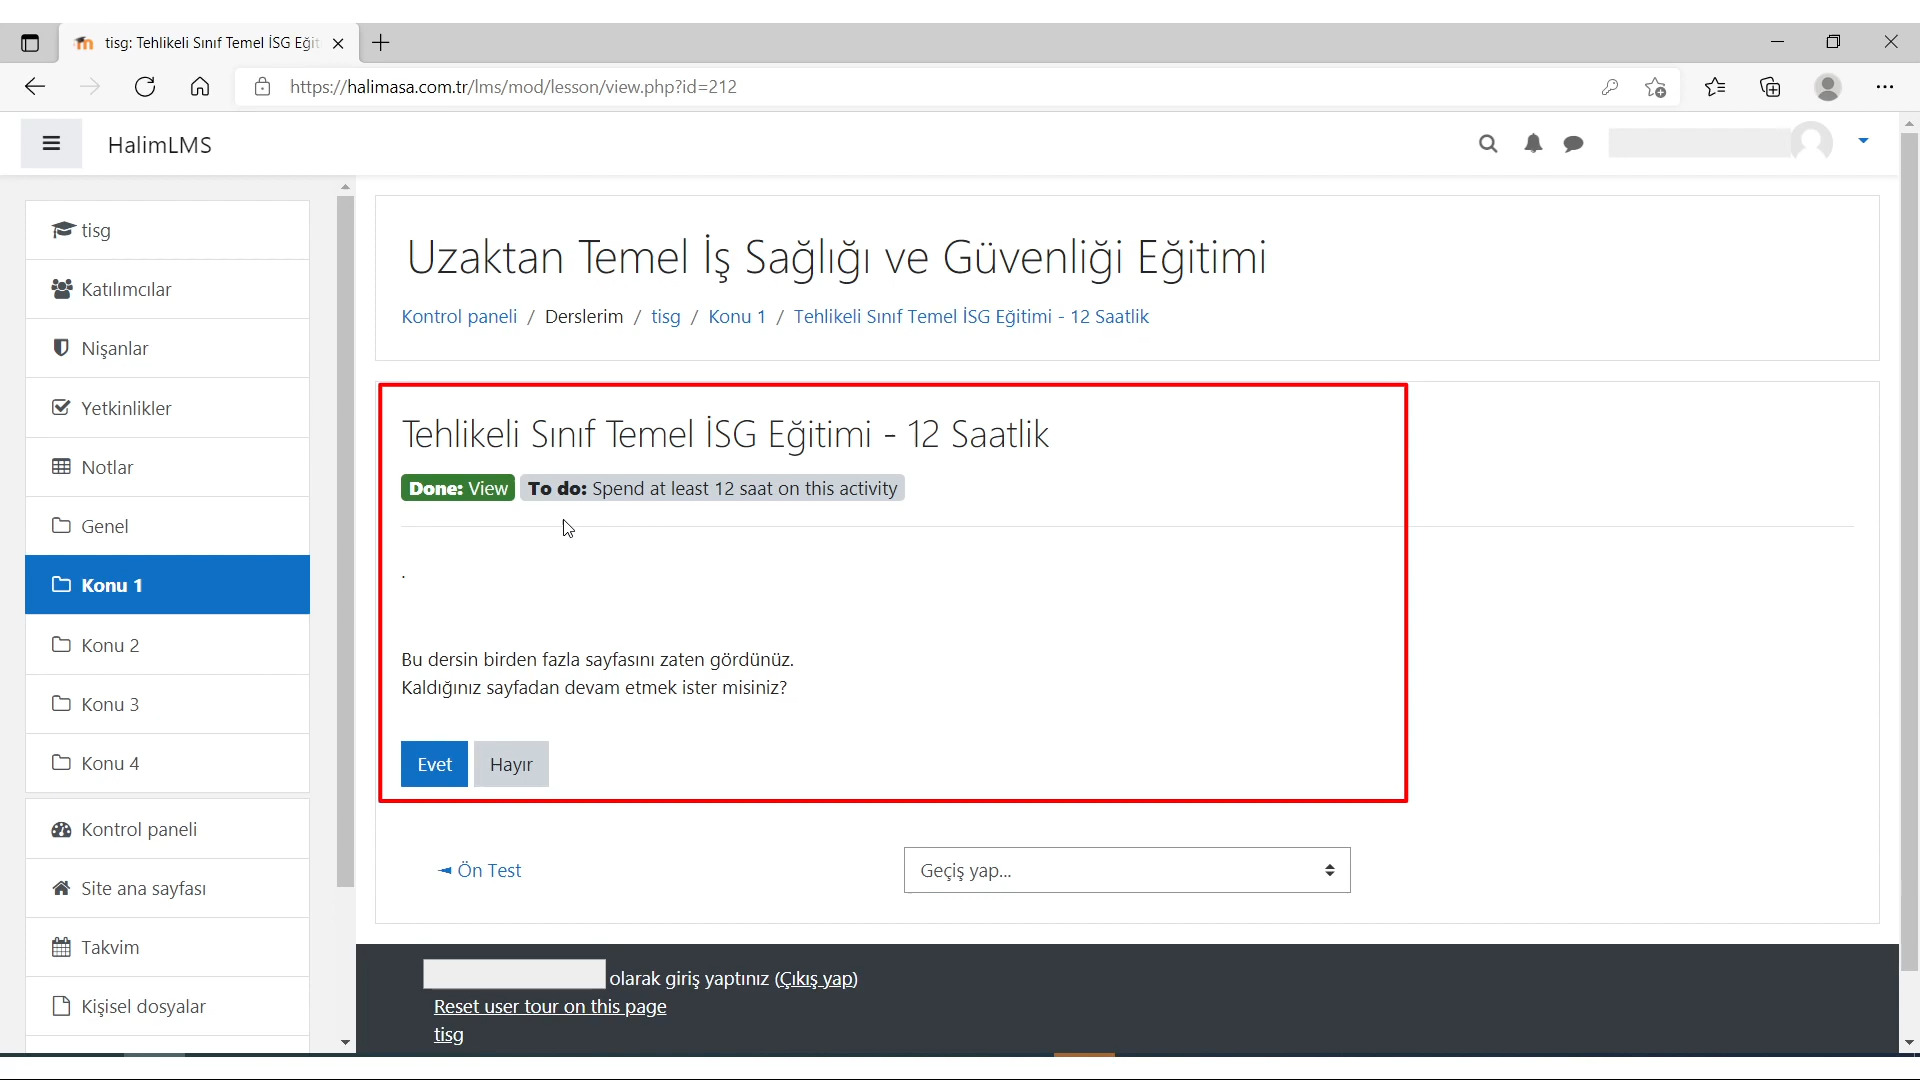 tisg: Tehlikeli Sınıf Temel İSG Eğit
https://halimasa.com.tr/lms/mod/lesson/view.php?id=212
HalimLMS
tisg
Katılımcılar
Nişanlar
Yetkinlikler
Notlar
Genel
Konu 1
Konu 2
Konu 3
Konu 4
Kontrol paneli
Site ana sayfası
Takvim
Kişisel dosyalar
Uzaktan Temel İş Sağlığı ve Güvenliği Eğitimi
Kontrol paneli / Derslerim / tisg / Konu 1 / Tehlikeli Sınıf Temel İSG Eğitimi - 12 Saatlik
Tehlikeli Sınıf Temel İSG Eğitimi - 12 Saatlik
Done: View To do: Spend at least 12 saat on this activity
.
Bu dersin birden fazla sayfasını zaten gördünüz.
Kaldığınız sayfadan devam etmek ister misiniz?
Evet Hayır
◄ Ön Test Geçiş yap...
olarak giriş yaptınız (Çıkış yap)
Reset user tour on this page
tisg